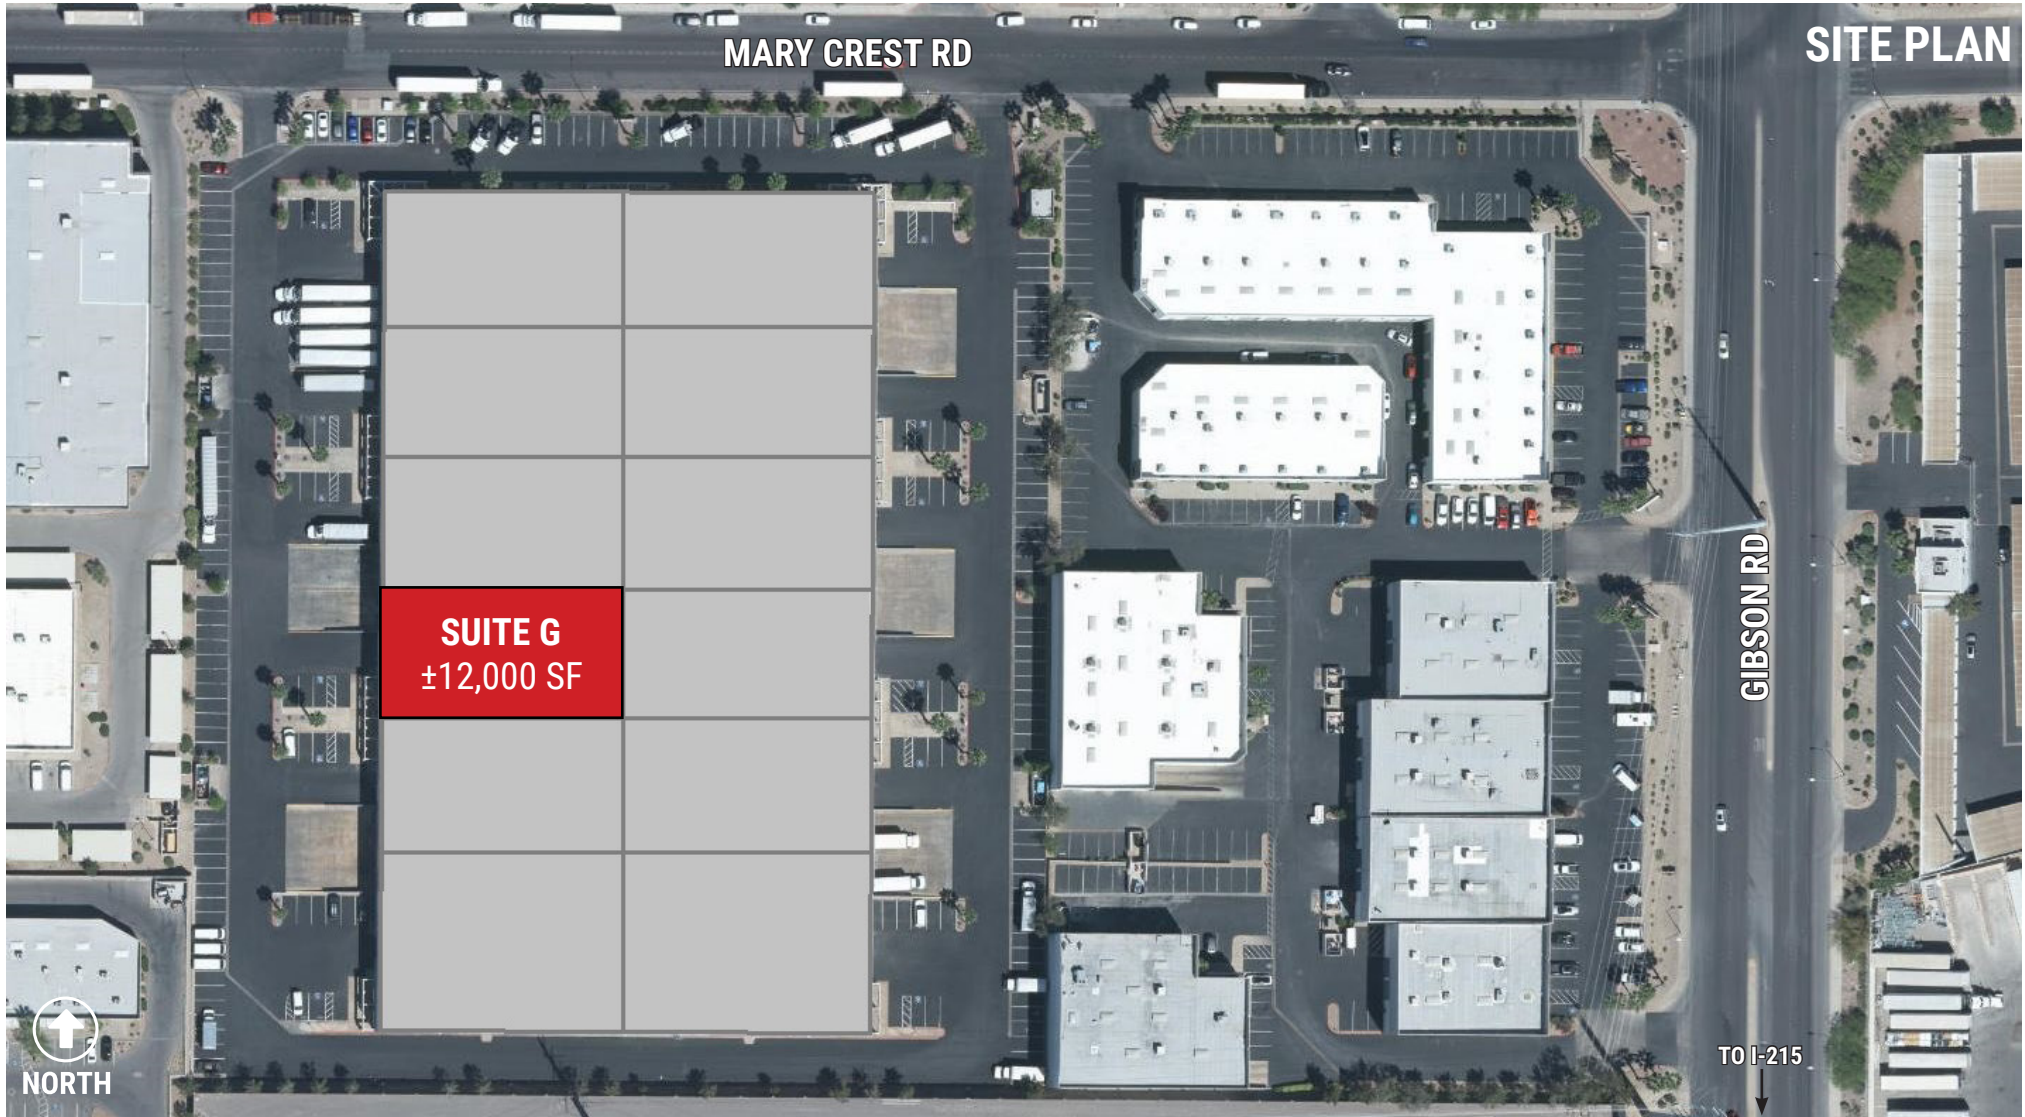 MARY CREST RD
SITE PLAN
SUITE G
±12,000 SF
GIBSON RD
TO I-215
NORTH